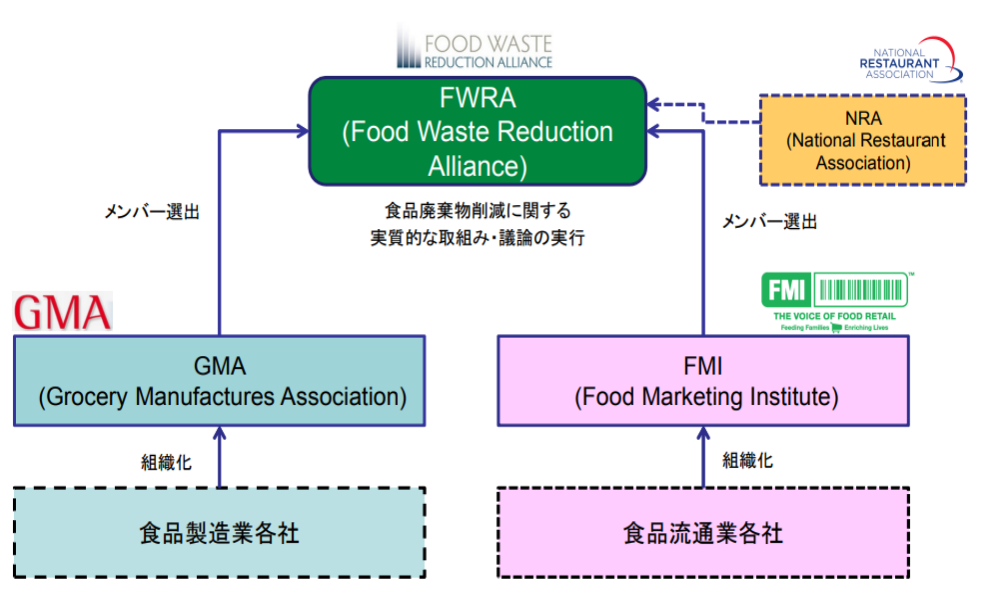 FOOD WASTE
REDUCTION ALLIANCE
NATIONAL
RESTAURANT
ASSOCIATION
FWRA
(Food Waste Reduction
Alliance)
NRA
(National Restaurant
Association)
メンバー選出
食品廃棄物削減に関する
実質的な取組み・議論の実行
メンバー選出
GMA
FMI
THE VOICE OF FOOD RETAIL
Feeding Families Enriching Lives
GMA
(Grocery Manufactures Association)
FMI
(Food Marketing Institute)
組織化
組織化
食品製造業各社
食品流通業各社